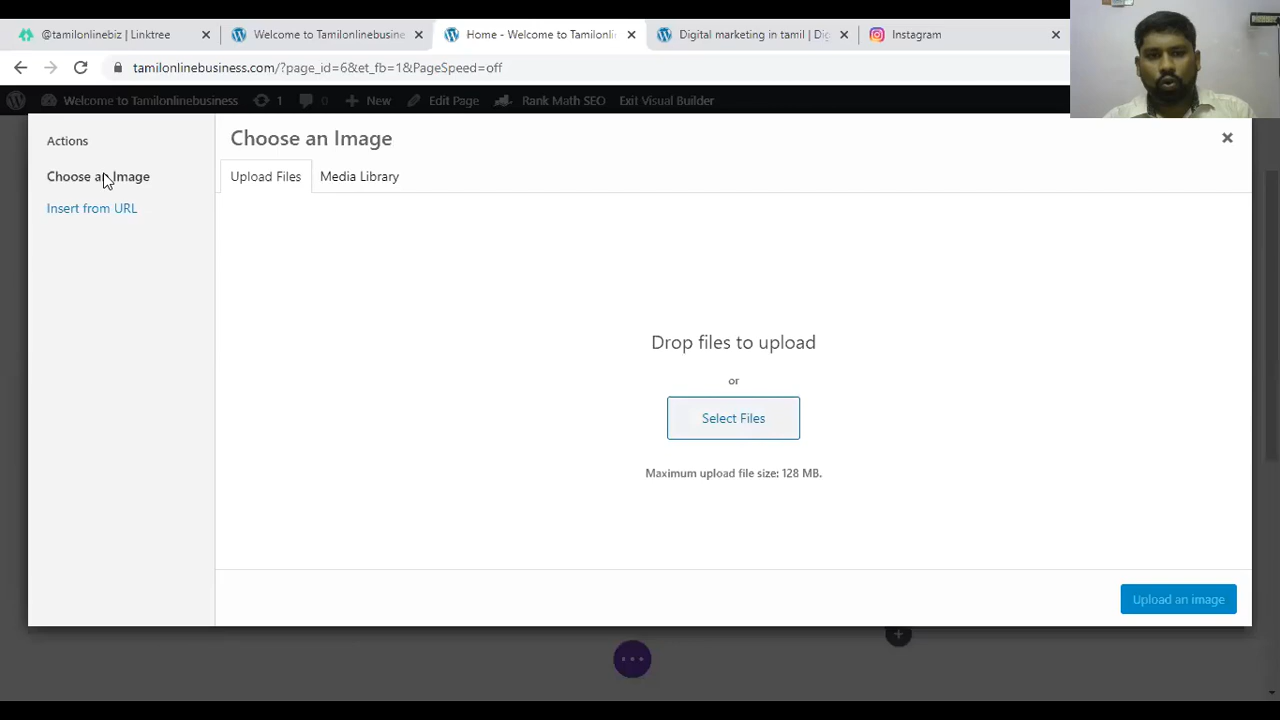 @tamilonlinebiz | Linktree
Welcome to Tamilonlinebusine
Home - Welcome to Tamilonli
Digital marketing in tamil | Dig
Instagram
tamilonlinebusiness.com/?page_id=6&et_fb=1&PageSpeed=off
Welcome to Tamilonlinebusiness 1 0 New Edit Page Rank Math SEO Exit Visual Builder
Actions
Choose an Image
Choose an Image
Insert from URL
Upload Files Media Library
Drop files to upload
or
Select Files
Maximum upload file size: 128 MB.
Upload an image